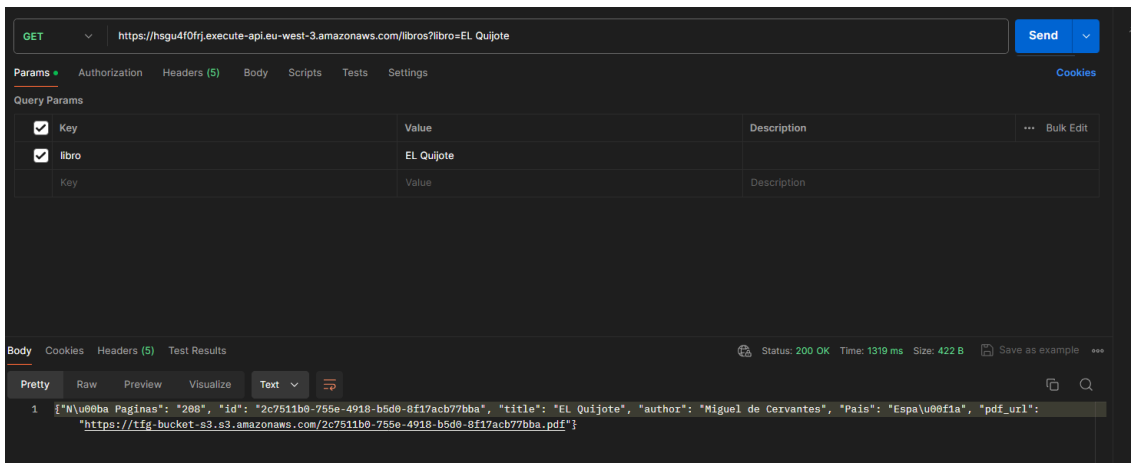 GET https://hsgu4f0frj.execute-api.eu-west-3.amazonaws.com/libros?libro=EL Quijote Send
Params Authorization Headers (5) Body Scripts Tests Settings Cookies
Query Params
Key Value Description ••• Bulk Edit
libro EL Quijote
Key Value Description
Body Cookies Headers (5) Test Results Status: 200 OK Time: 1319 ms Size: 422 B Save as example
Pretty Raw Preview Visualize Text
1 {"N\u00ba Paginas": "208", "id": "2c7511b0-755e-4918-b5d0-8f17acb77bba", "title": "EL Quijote", "author": "Miguel de Cervantes", "Pais": "Espa\u00f1a", "pdf_url":
"https://tfg-bucket-s3.s3.amazonaws.com/2c7511b0-755e-4918-b5d0-8f17acb77bba.pdf"}